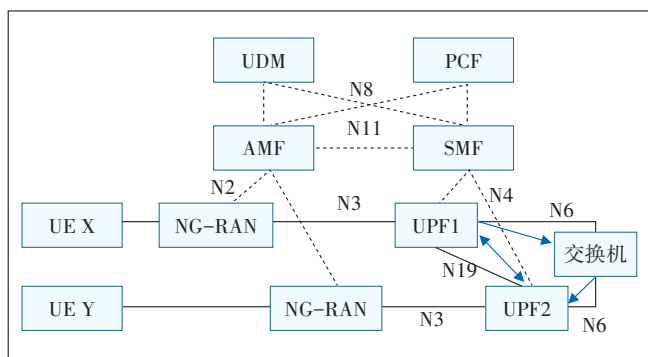 UDM
PCF
N8
N11
AMF
SMF
N2
N4
N3
N6
UE X
NG-RAN
UPF1
交换机
N19
UE Y
NG-RAN
UPF2
N3
N6